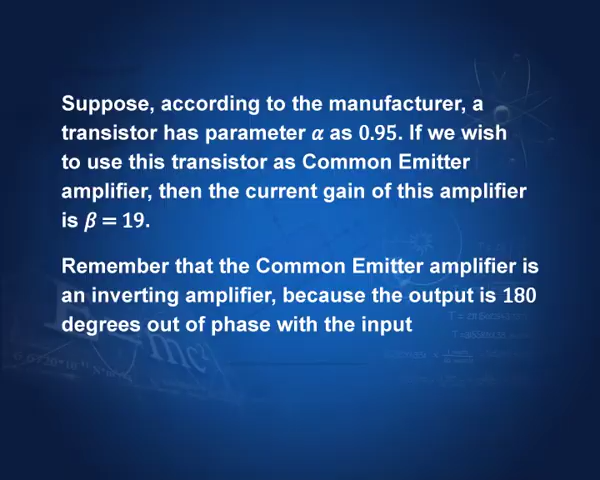 Suppose, according to the manufacturer, a
transistor has parameter α as 0.95. If we wish
to use this transistor as Common Emitter
amplifier, then the current gain of this amplifier
is β = 19.
Remember that the Common Emitter amplifier is
an inverting amplifier, because the output is 180
degrees out of phase with the input